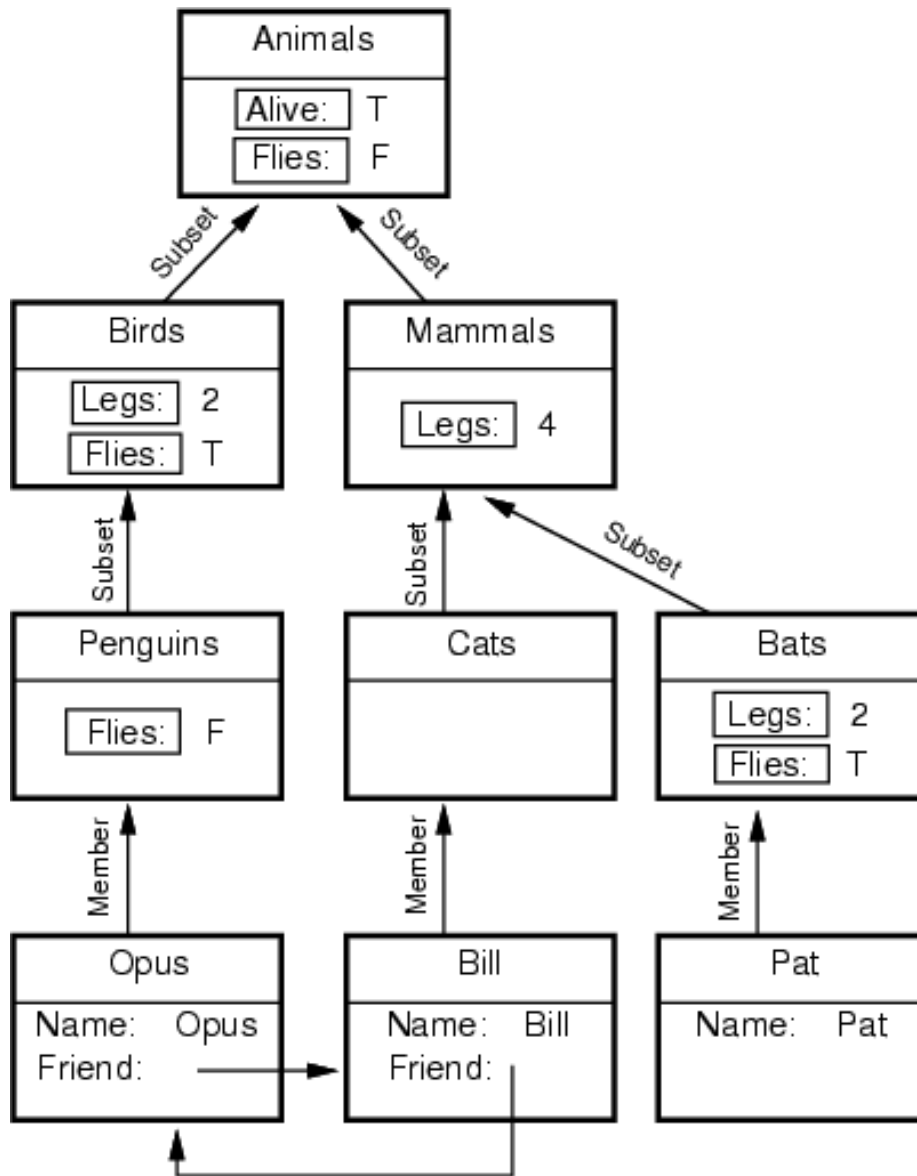 Animals
Alive: T
Flies: F
Subset
Subset
Birds
Legs: 2
Flies: T
Mammals
Legs: 4
Subset
Subset
Subset
Penguins
Flies: F
Cats
Bats
Legs: 2
Flies: T
Member
Member
Member
Opus
Name: Opus
Friend:
Bill
Name: Bill
Friend:
Pat
Name: Pat